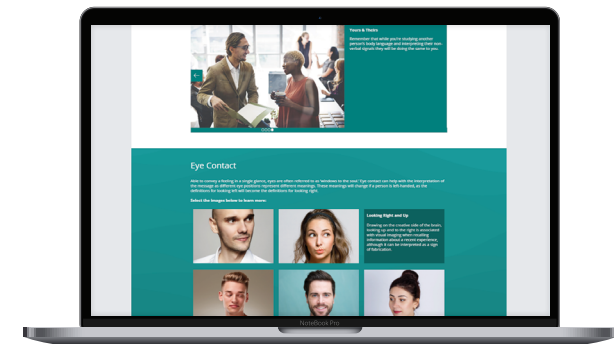 Yours & Theirs
Remember that while you're studying another
person's body language and interpreting their non-
verbal signals they will be doing the same to you.
Eye Contact
Able to convey a feeling in a single glance, eyes are often referred to as 'windows to the soul.' Eye contact can help with the interpretation of
the message as different eye positions represent different meanings. These meanings will change if a person is left-handed, as the
definitions for looking left will become the definitions for looking right.
Select the images below to learn more:
Looking Right and Up
Drawing on the creative side of the brain,
looking up and to the right is associated
with visual imaging when recalling
information about a recent experience,
although it can be interpreted as a sign
of fabrication.
NoteBook Pro